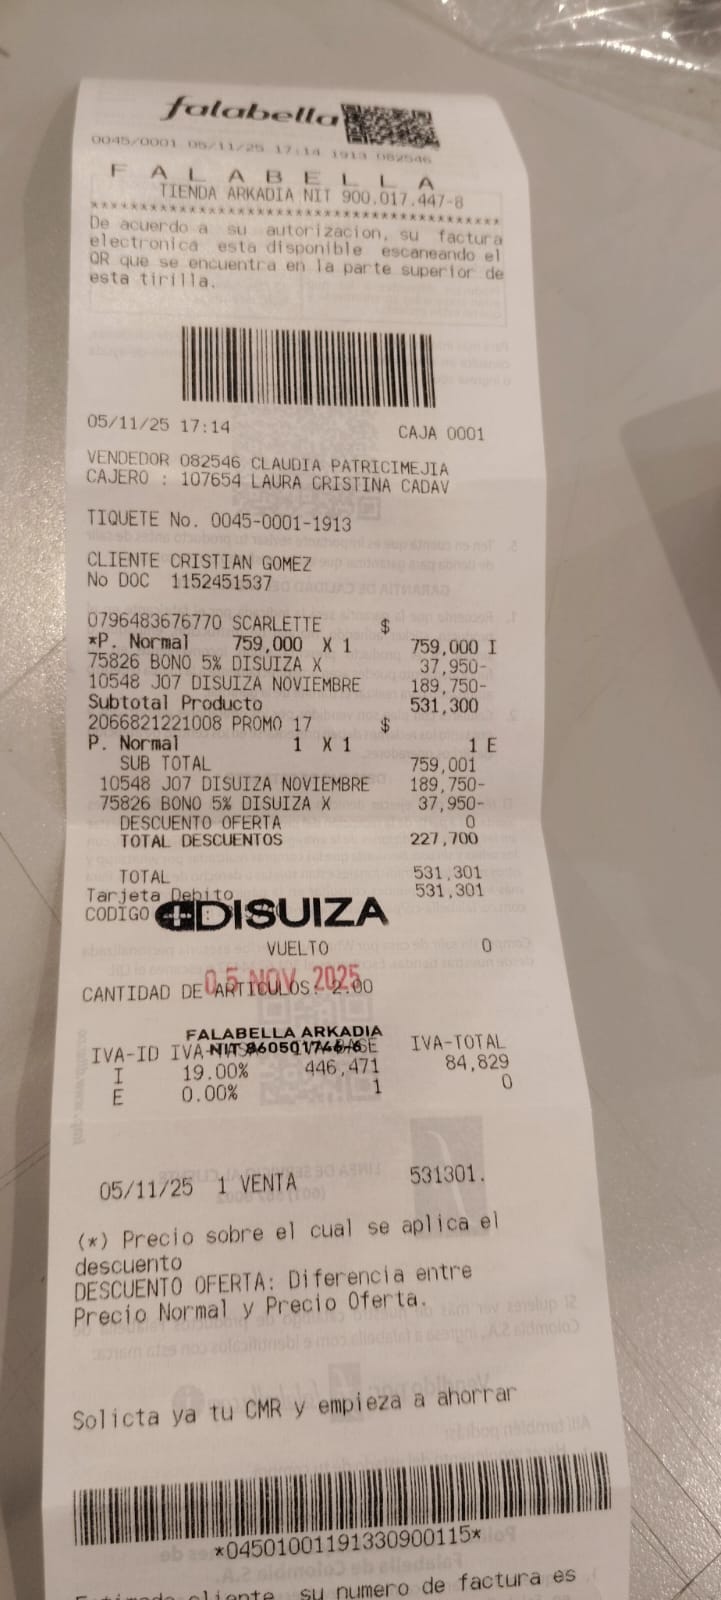 falabella
0045/0001 05/11/25 17:14 1913 082546
F A L A B E L L A
TIENDA ARKADIA NIT 900.017.447-8
****************************************************
De acuerdo a su autorizacion, su factura
electronica esta disponible escaneando el
QR que se encuentra en la parte superior de
esta tirilla.
05/11/25 17:14 CAJA 0001
VENDEDOR 082546 CLAUDIA PATRICIMEJIA
CAJERO : 107654 LAURA CRISTINA CADAV
TIQUETE No. 0045-0001-1913
CLIENTE CRISTIAN GOMEZ
No DOC 1152451537
0796483676770 SCARLETTE $
*P. Normal 759,000 X 1 759,000 I
75826 BONO 5% DISUIZA X 37,950-
10548 J07 DISUIZA NOVIEMBRE 189,750-
Subtotal Producto 531,300
2066821221008 PROMO 17 $
P. Normal 1 X 1 1 E
SUB TOTAL 759,001
10548 J07 DISUIZA NOVIEMBRE 189,750-
75826 BONO 5% DISUIZA X 37,950-
DESCUENTO OFERTA 0
TOTAL DESCUENTOS 227,700
TOTAL 531,301
Tarjeta Debito 531,301
CODIGO DISUIZA
VUELTO 0
05 NOV. 2025
CANTIDAD DE ARTICULOS: 2.00
FALABELLA ARKADIA
NIT 860501746-6
IVA-ID IVA- BASE IVA-TOTAL
I 19.00% 446,471 84,829
E 0.00% 1 0
05/11/25 1 VENTA 531301.
(*) Precio sobre el cual se aplica el
descuento
DESCUENTO OFERTA: Diferencia entre
Precio Normal y Precio Oferta.
Solicta ya tu CMR y empieza a ahorrar
*04501001191330900115*
cliente su numero de factura es